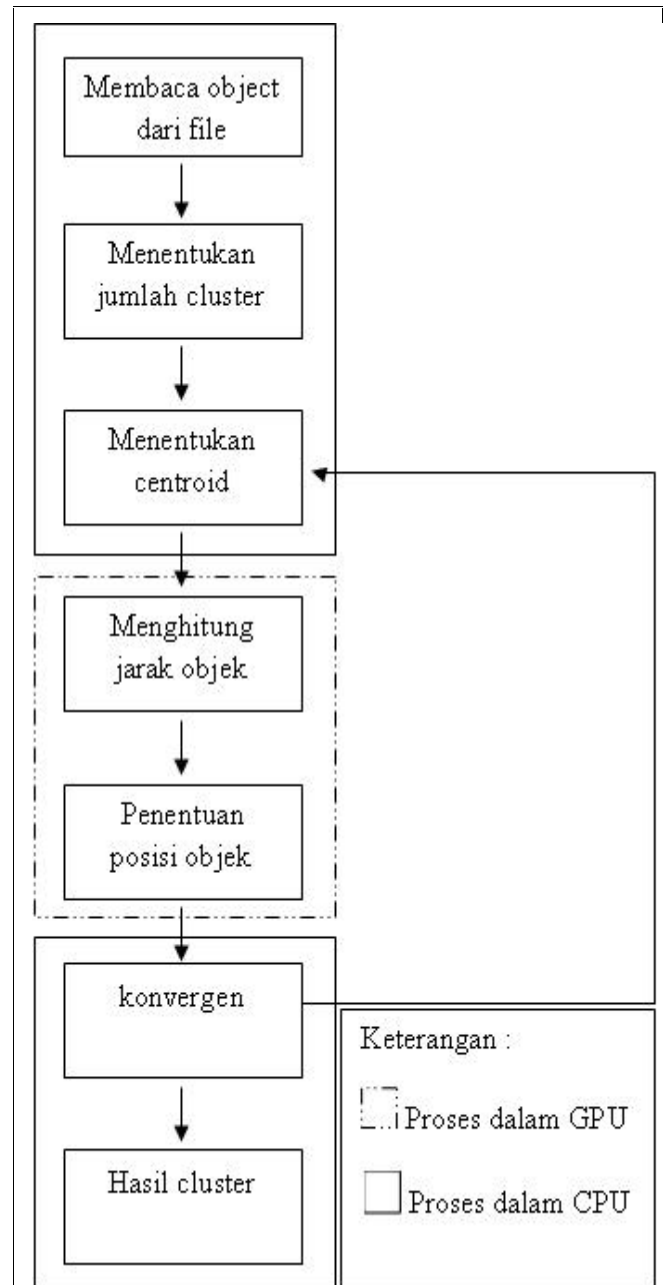 Membaca object
dari file
Menentukan
jumlah cluster
Menentukan
centroid
Menghitung
jarak objek
Penentuan
posisi objek
konvergen
Hasil cluster
Keterangan :
Proses dalam GPU
Proses dalam CPU